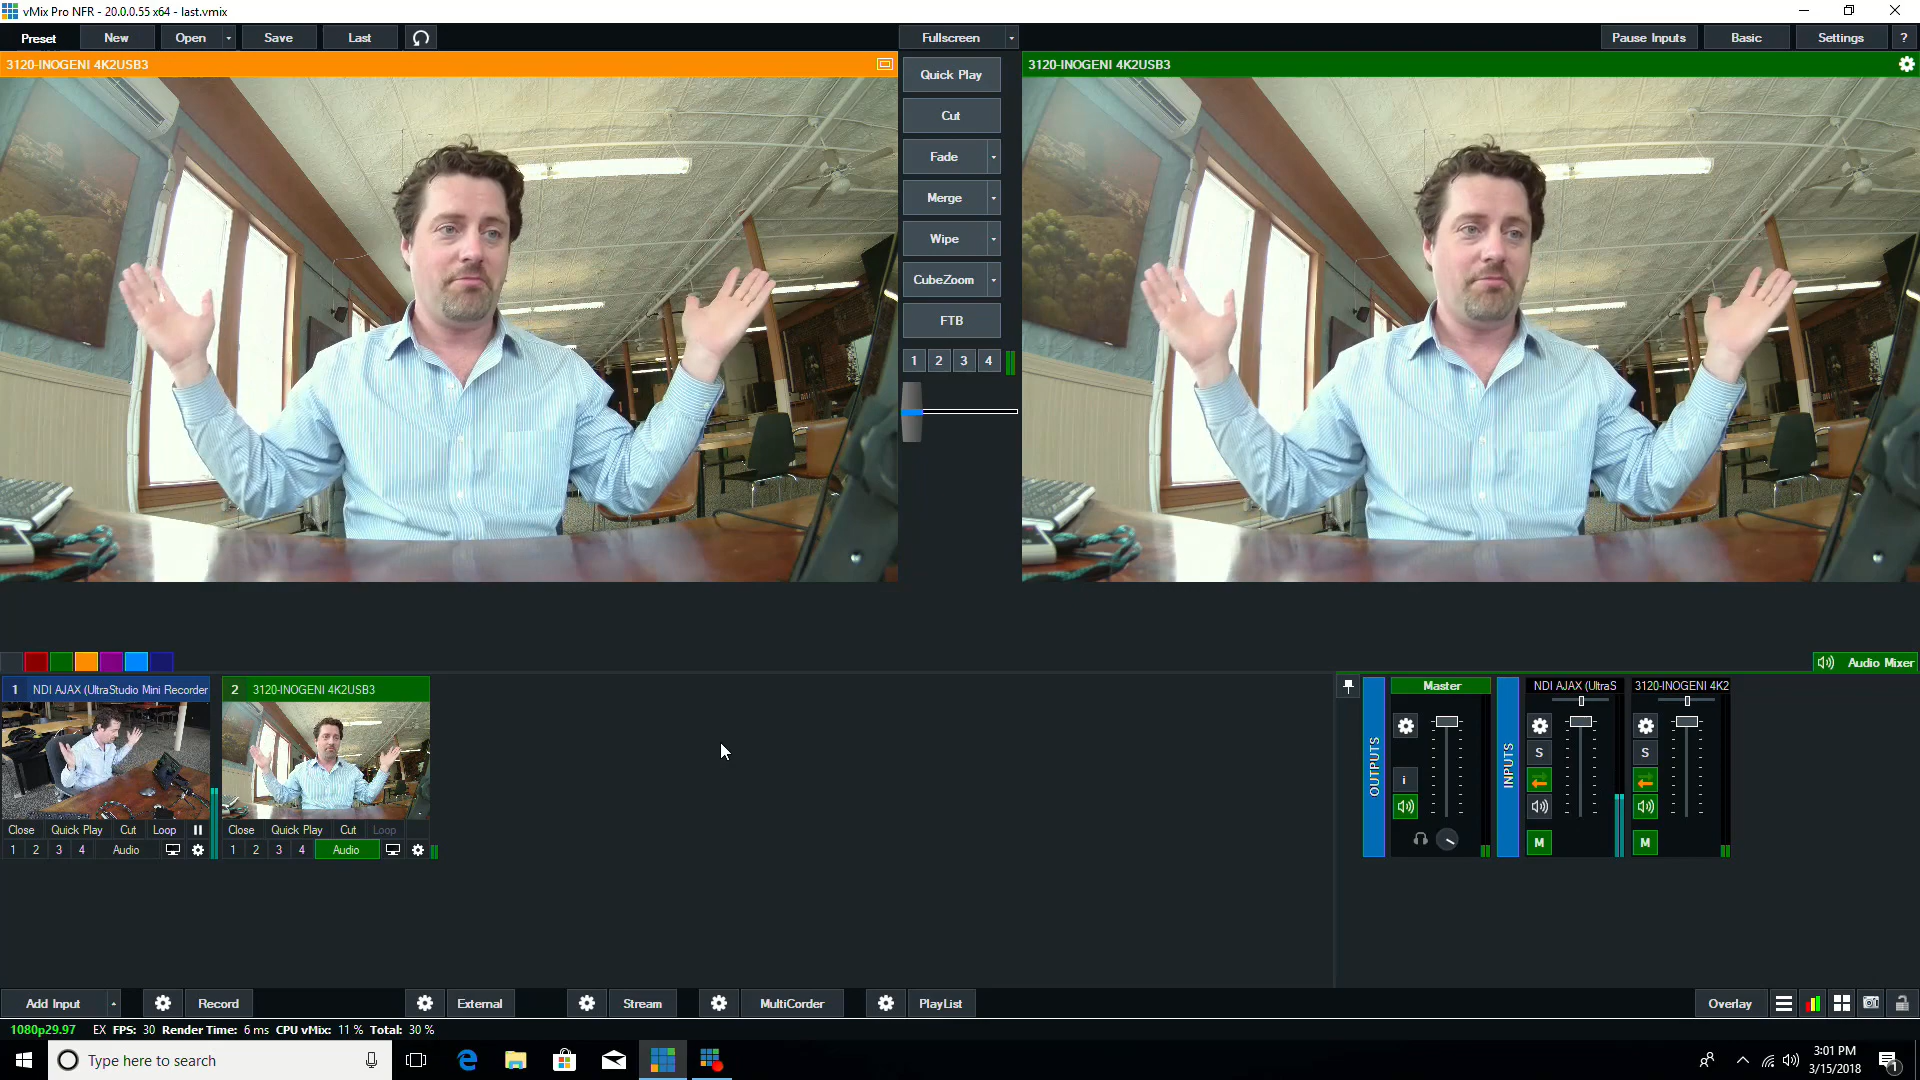 vMix Pro NFR - 20.0.0.55 x64 - last.vmix
Preset New Open Save Last Fullscreen Pause Inputs Basic Settings ?
3120-INOGENI 4K2USB3
3120-INOGENI 4K2USB3
Quick Play
Cut
Fade
Merge
Wipe
CubeZoom
FTB
1 2 3 4
Audio Mixer
1 NDI AJAX (UltraStudio Mini Recorder
2 3120-INOGENI 4K2USB3
Close Quick Play Cut Loop
1 2 3 4 Audio
Close Quick Play Cut Loop
1 2 3 4 Audio
OUTPUTS
Master
i
INPUTS
NDI AJAX (UltraS
S
M
3120-INOGENI 4K2
S
M
Add Input Record External Stream MultiCorder PlayList Overlay
1080p29.97 EX FPS: 30 Render Time: 6 ms CPU vMix: 11 % Total: 30 %
Type here to search
3:01 PM
3/15/2018
1